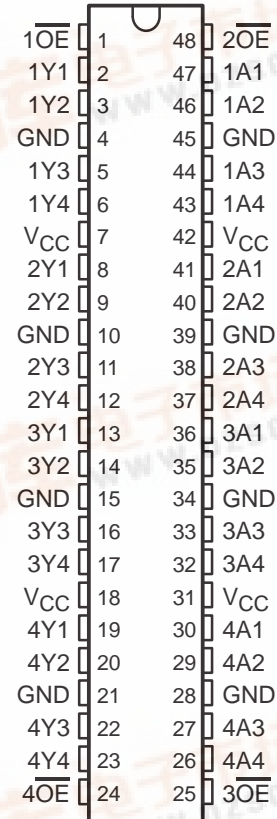 1OE 1 48 2OE
1Y1 2 47 1A1
1Y2 3 46 1A2
GND 4 45 GND
1Y3 5 44 1A3
1Y4 6 43 1A4
VCC 7 42 VCC
2Y1 8 41 2A1
2Y2 9 40 2A2
GND 10 39 GND
2Y3 11 38 2A3
2Y4 12 37 2A4
3Y1 13 36 3A1
3Y2 14 35 3A2
GND 15 34 GND
3Y3 16 33 3A3
3Y4 17 32 3A4
VCC 18 31 VCC
4Y1 19 30 4A1
4Y2 20 29 4A2
GND 21 28 GND
4Y3 22 27 4A3
4Y4 23 26 4A4
4OE 24 25 3OE